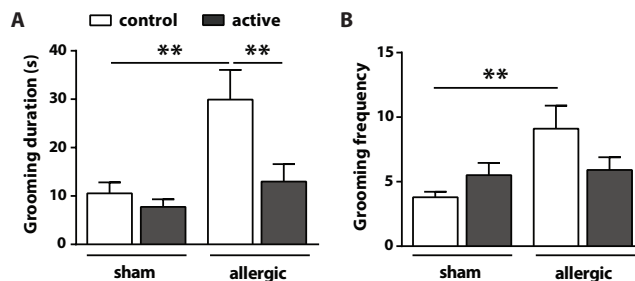 A
control
active
Grooming duration (s)
40
30
20
10
0
**
**
sham
allergic
B
Grooming frequency
15
10
5
0
**
sham
allergic